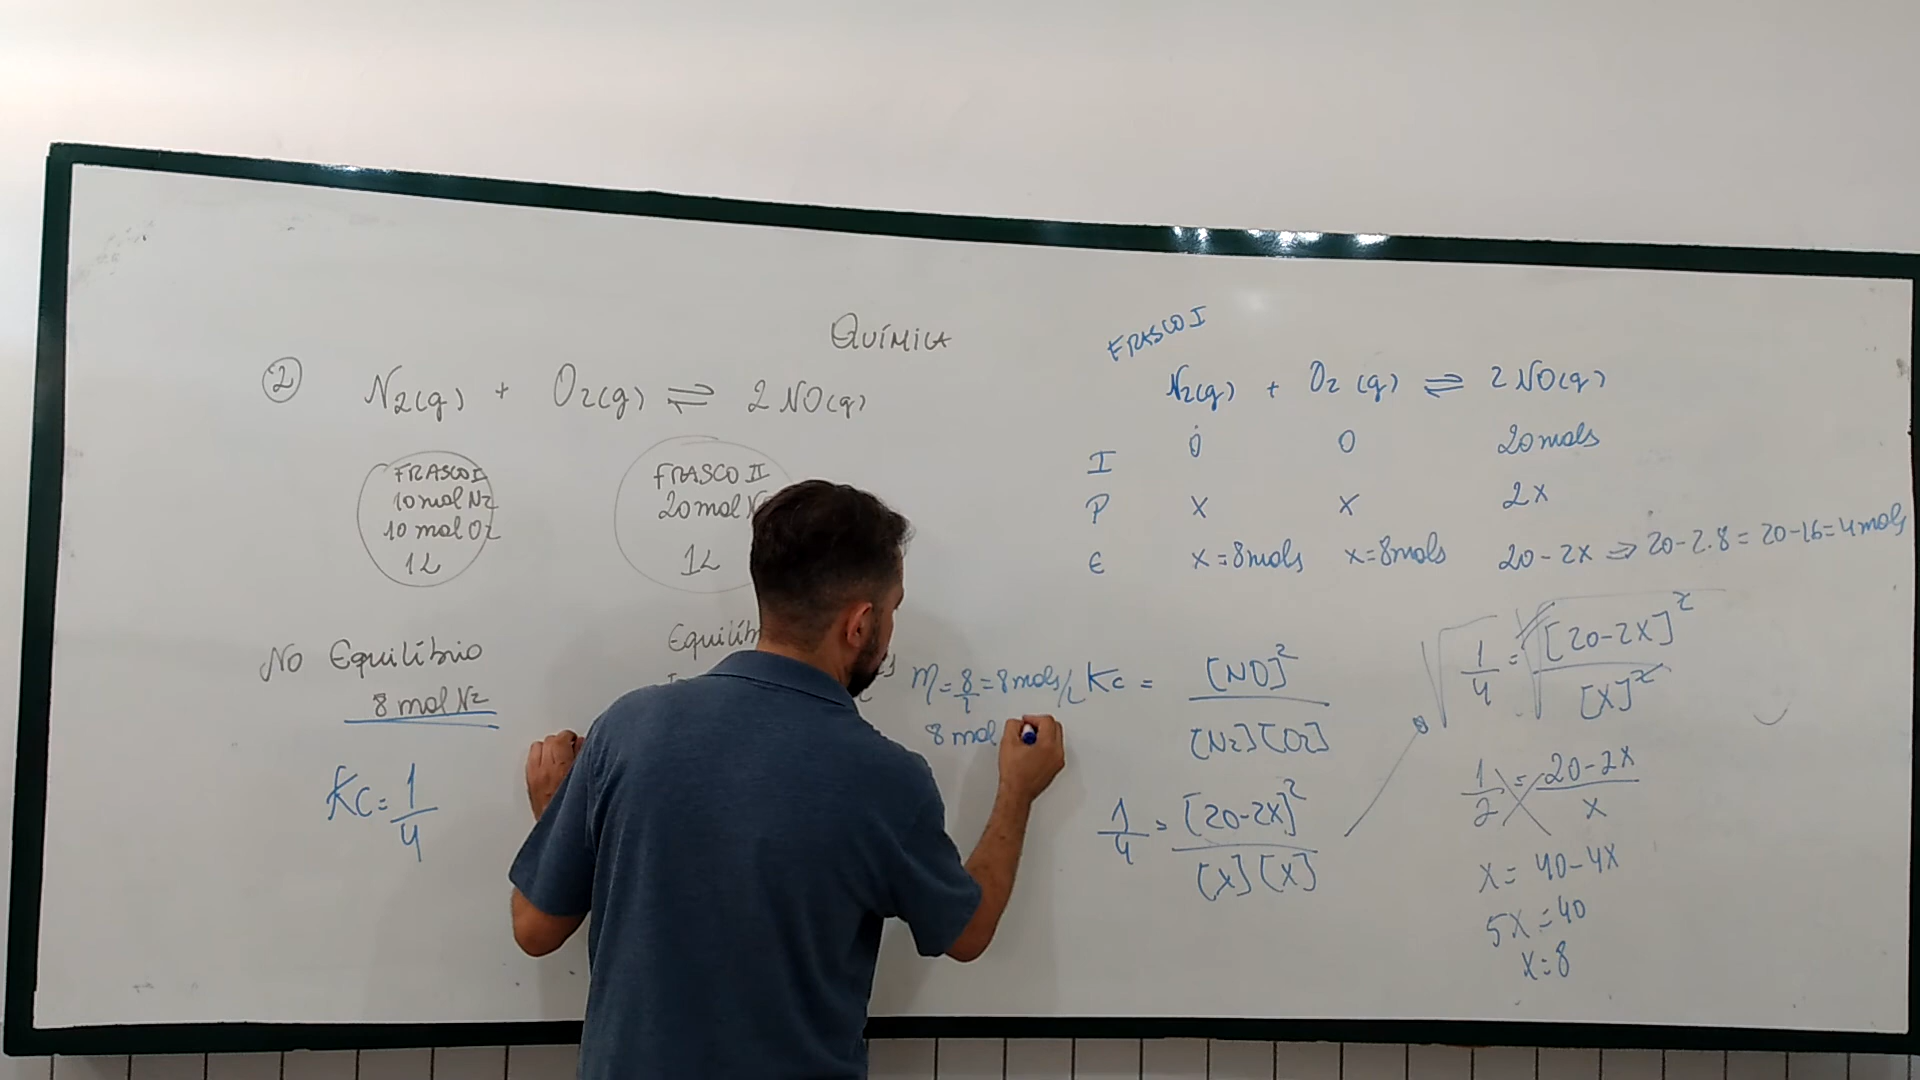 QUÍMICA
2 N2(g) + O2(g) ⇌ 2 NO(g)
FRASCO I
10 mol N2
10 mol O2
1L
FRASCO II
20 mol
1L
No Equilíbrio
8 mol N2
Kc = 1/4
M = 8/1 = 8 mols/L
8 mol
FRASCO I
N2(g) + O2(g) ⇌ 2 NO(g)
I 0 0 20 mols
P X X 2X
E X = 8 mols X = 8 mols 20 - 2X ⇒ 20 - 2.8 = 20 - 16 = 4 mols
Kc = [NO]² / [N2][O2]
1/4 = [20-2X]² / [X][X]
√1/4 = √[20-2X]² / [X]²
1/2 = 20-2X / X
X = 40 - 4X
5X = 40
X = 8